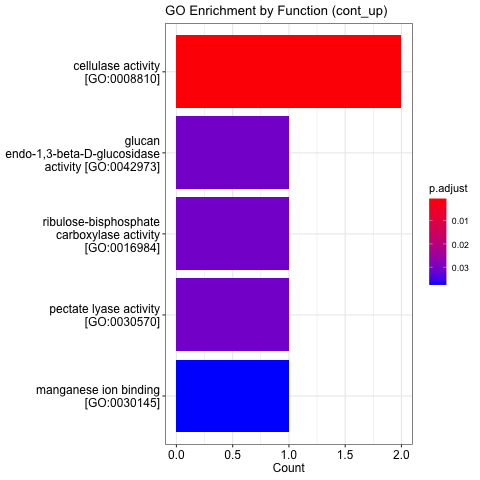 GO Enrichment by Function (cont_up)
cellulase activity
[GO:0008810]
glucan
endo-1,3-beta-D-glucosidase
activity [GO:0042973]
ribulose-bisphosphate
carboxylase activity
[GO:0016984]
pectate lyase activity
[GO:0030570]
manganese ion binding
[GO:0030145]
0.0 0.5 1.0 1.5 2.0
Count
p.adjust
0.01
0.02
0.03